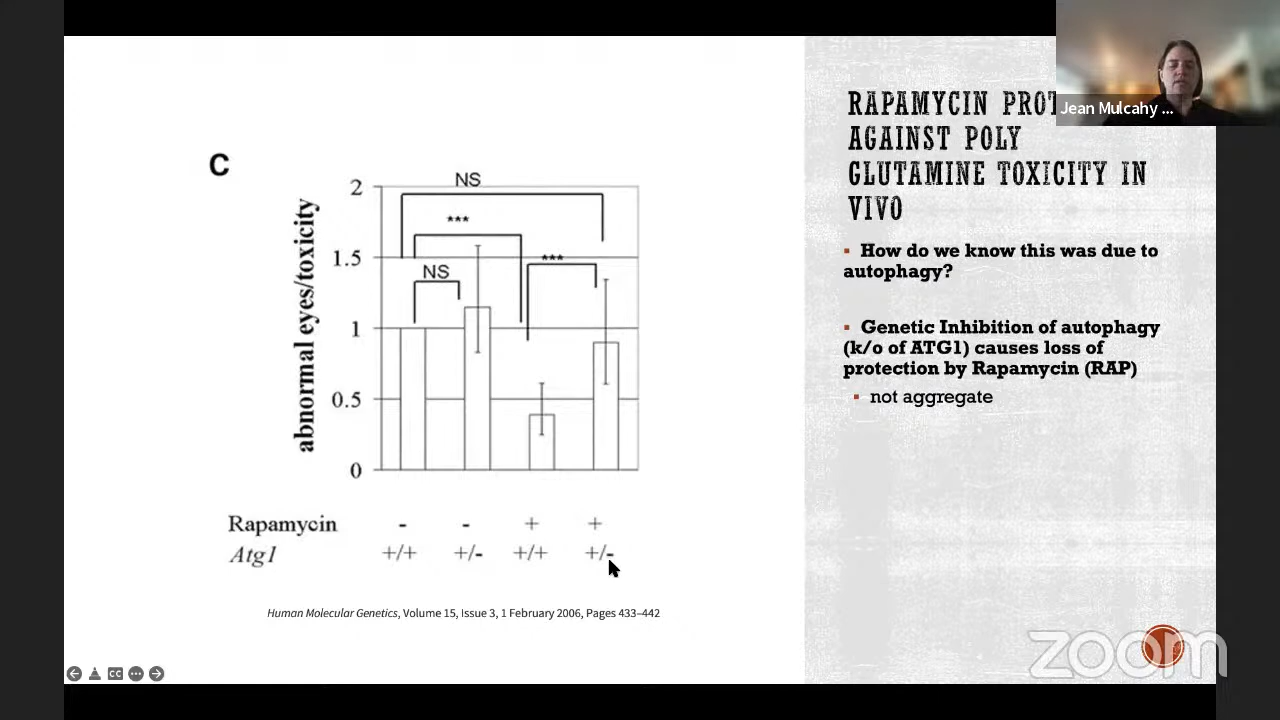 C
abnormal eyes/toxicity
2
1.5
1
0.5
0
NS
***
NS
***
Rapamycin - - + +
Atg1 +/+ +/- +/+ +/-
Human Molecular Genetics, Volume 15, Issue 3, 1 February 2006, Pages 433–442
RAPAMYCIN
AGAINST POLY
GLUTAMINE TOXICITY IN
VIVO
▪ How do we know this was due to
autophagy?
▪ Genetic Inhibition of autophagy
(k/o of ATG1) causes loss of
protection by Rapamycin (RAP)
▪ not aggregate
Jean Mulcahy ...
CC
zoom